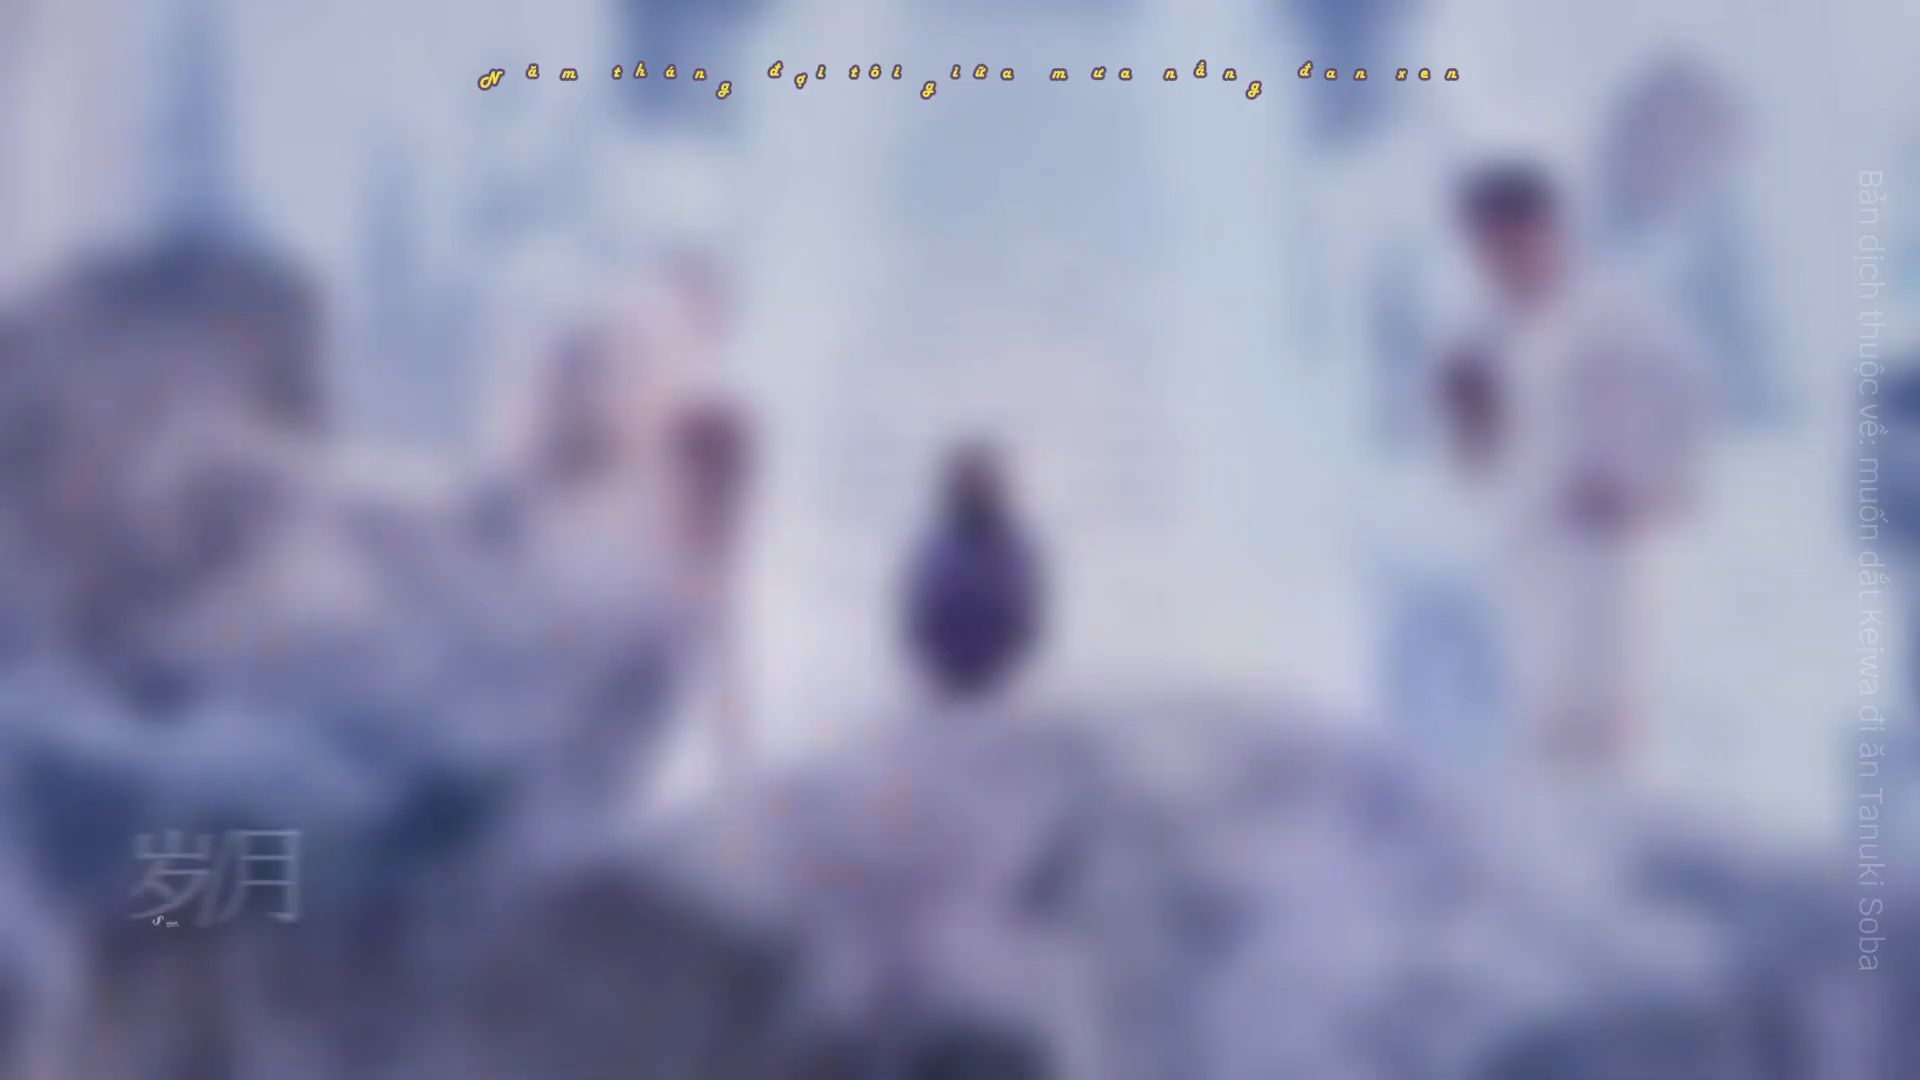 Năm tháng đợi tôi giữa mưa nắng đan xen
Bản dịch thuộc về: muốn dắt Keiwa đi ăn Tanuki Soba
岁月